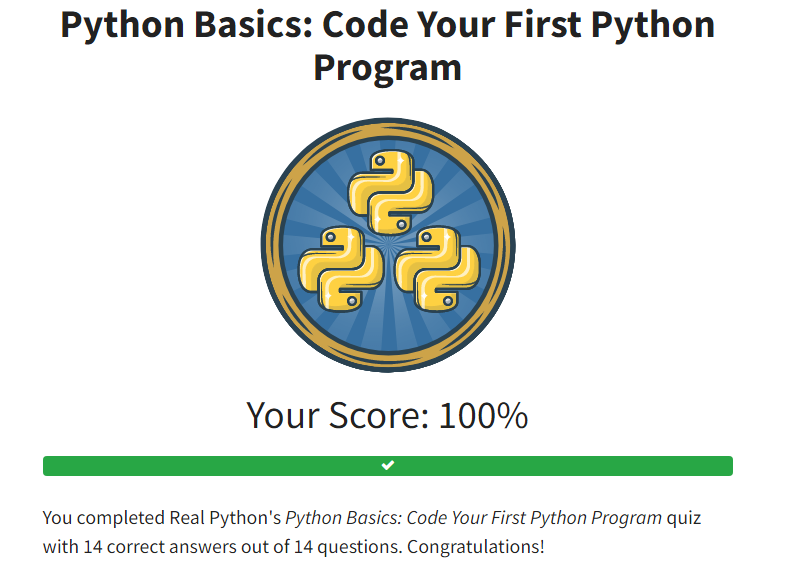 Python Basics: Code Your First Python
Program
Your Score: 100%
You completed Real Python's Python Basics: Code Your First Python Program quiz
with 14 correct answers out of 14 questions. Congratulations!